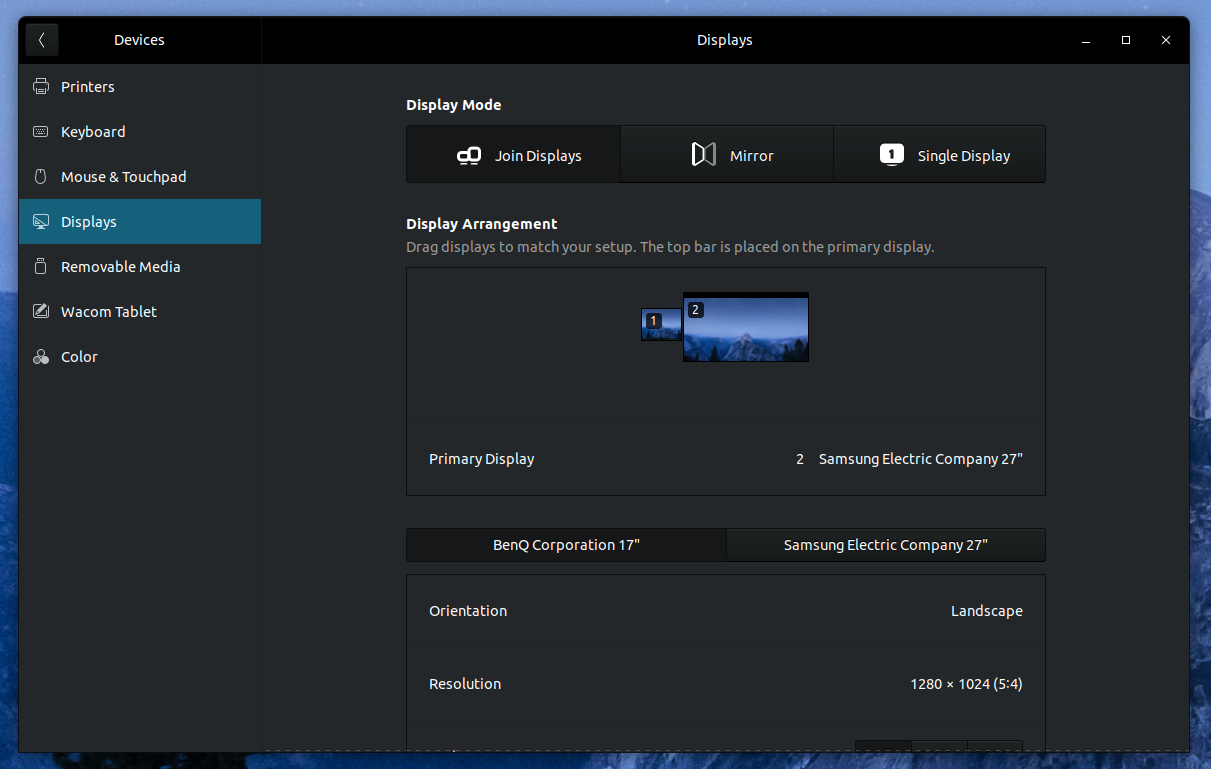 Devices
Displays
Printers
Keyboard
Mouse & Touchpad
Displays
Removable Media
Wacom Tablet
Color
Display Mode
Join Displays
Mirror
1
Single Display
Display Arrangement
Drag displays to match your setup. The top bar is placed on the primary display.
1
2
Primary Display
2 Samsung Electric Company 27"
BenQ Corporation 17"
Samsung Electric Company 27"
Orientation
Landscape
Resolution
1280 × 1024 (5:4)